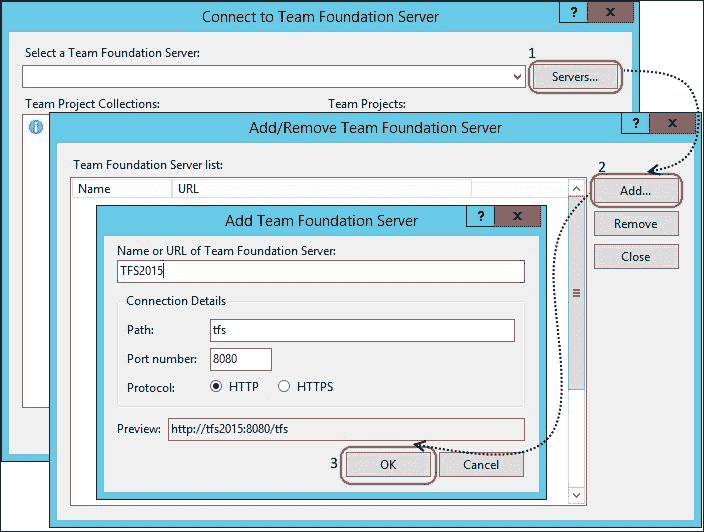 Connect to Team Foundation Server
? X
Select a Team Foundation Server:
1
Servers...
Team Project Collections: Team Projects:
Add/Remove Team Foundation Server
? X
Team Foundation Server list:
2
Name URL
Add...
Remove
Close
Add Team Foundation Server
? X
Name or URL of Team Foundation Server:
TFS2015
Connection Details
Path: tfs
Port number: 8080
Protocol: HTTP HTTPS
Preview: http://tfs2015:8080/tfs
3
OK Cancel